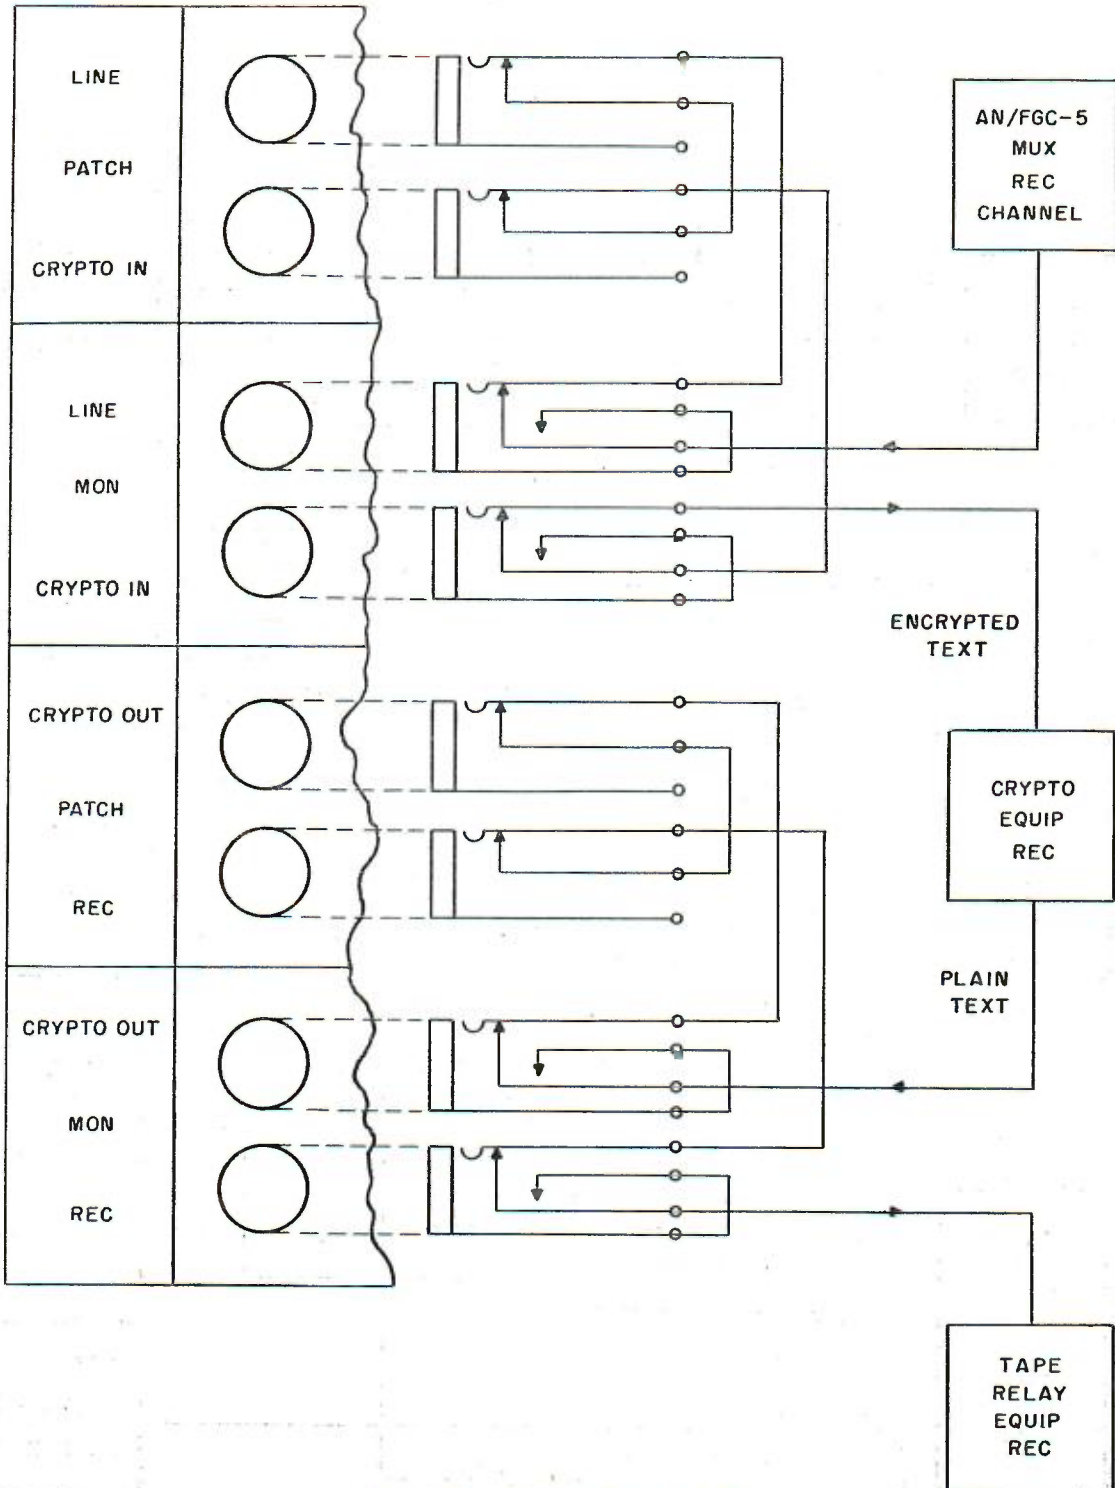 LINE
PATCH
CRYPTO IN
LINE
MON
CRYPTO IN
CRYPTO OUT
PATCH
REC
CRYPTO OUT
MON
REC
AN/FGC-5
MUX
REC
CHANNEL
ENCRYPTED
TEXT
CRYPTO
EQUIP
REC
PLAIN
TEXT
TAPE
RELAY
EQUIP
REC